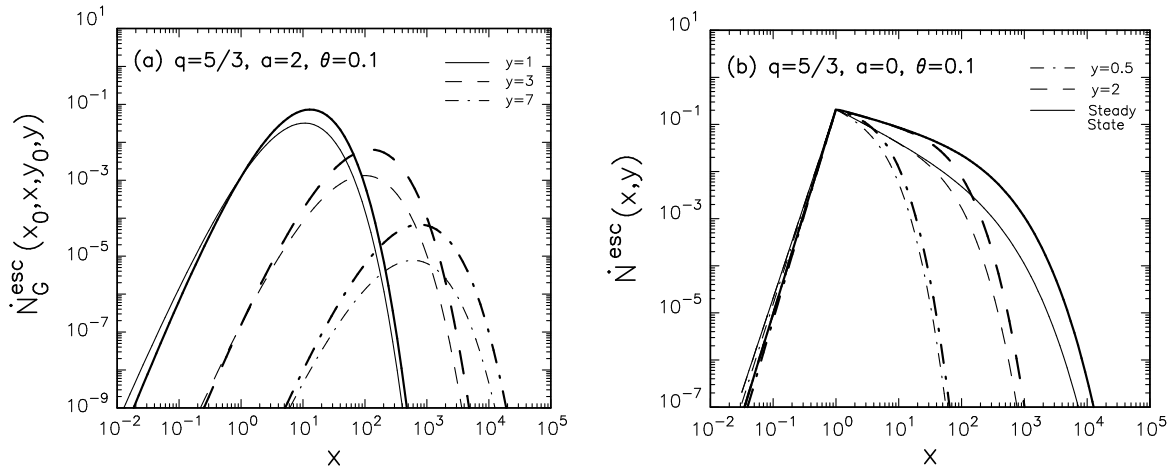 (a) q=5/3, a=2, θ=0.1
y=1
y=3
y=7
10^1
10^-1
10^-3
10^-5
10^-7
10^-9
10^-2 10^-1 10^0 10^1 10^2 10^3 10^4 10^5
x
Ṅ_G^esc (x_0,x,y_0,y)
(b) q=5/3, a=0, θ=0.1
y=0.5
y=2
Steady
State
10^1
10^-1
10^-3
10^-5
10^-7
10^-2 10^-1 10^0 10^1 10^2 10^3 10^4 10^5
x
Ṅ^esc (x,y)